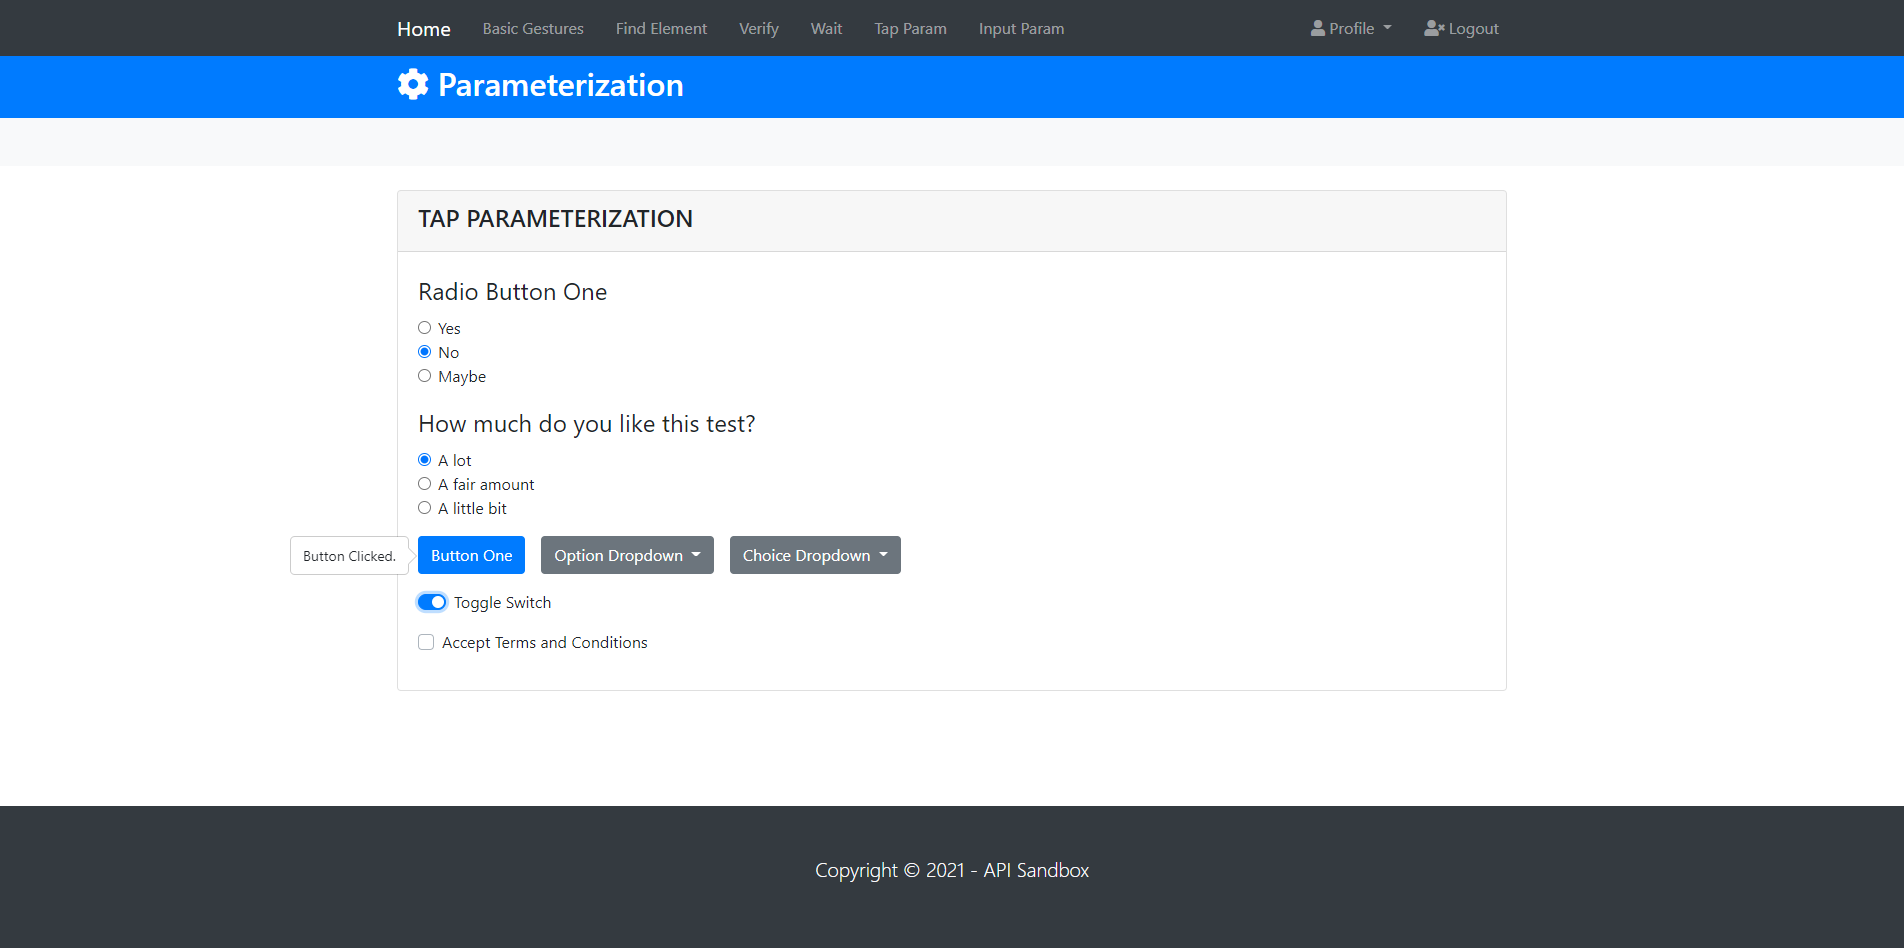 Home Basic Gestures Find Element Verify Wait Tap Param Input Param Profile Logout
Parameterization
TAP PARAMETERIZATION
Radio Button One
Yes
No
Maybe
How much do you like this test?
A lot
A fair amount
A little bit
Button Clicked. Button One Option Dropdown Choice Dropdown
Toggle Switch
Accept Terms and Conditions
Copyright © 2021 - API Sandbox